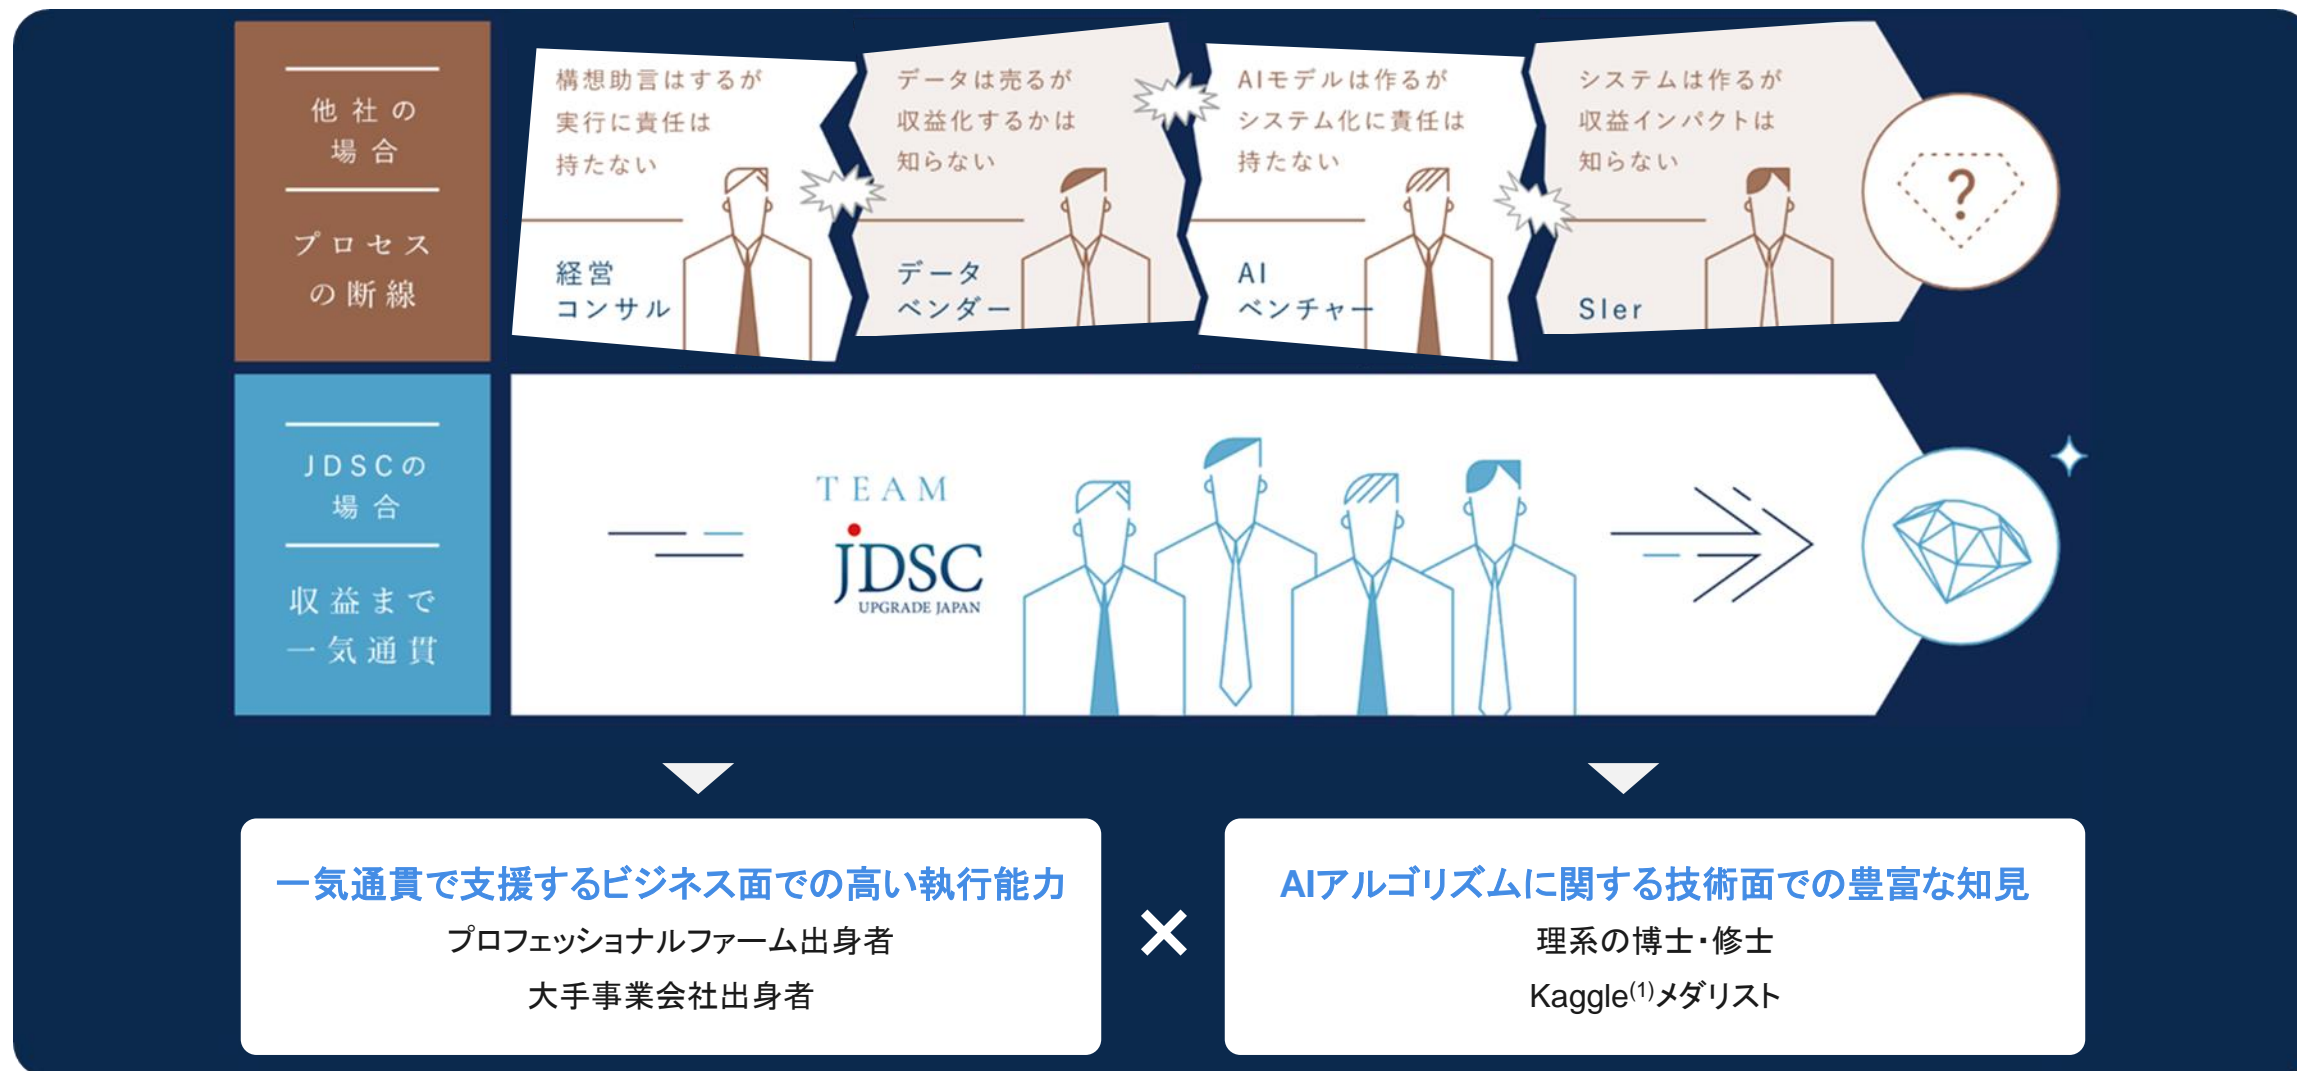 他社の
場合
プロセス
の断線
構想助言はするが
実行に責任は
持たない
経営
コンサル
データは売るが
収益化するかは
知らない
データ
ベンダー
AIモデルは作るが
システム化に責任は
持たない
AI
ベンチャー
システムは作るが
収益インパクトは
知らない
SIer
?
JDSCの
場合
収益まで
一気通貫
TEAM
JDSC
UPGRADE JAPAN
一気通貫で支援するビジネス面での高い執行能力
プロフェッショナルファーム出身者
大手事業会社出身者
×
AIアルゴリズムに関する技術面での豊富な知見
理系の博士・修士
Kaggle(1)メダリスト